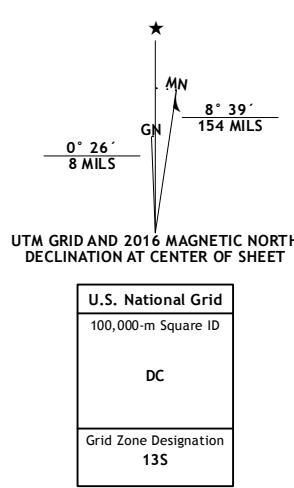 MN
8° 39´
154 MILS
GN
0° 26´
8 MILS
UTM GRID AND 2016 MAGNETIC NORTH
DECLINATION AT CENTER OF SHEET
U.S. National Grid
100,000-m Square ID
DC
Grid Zone Designation
13S